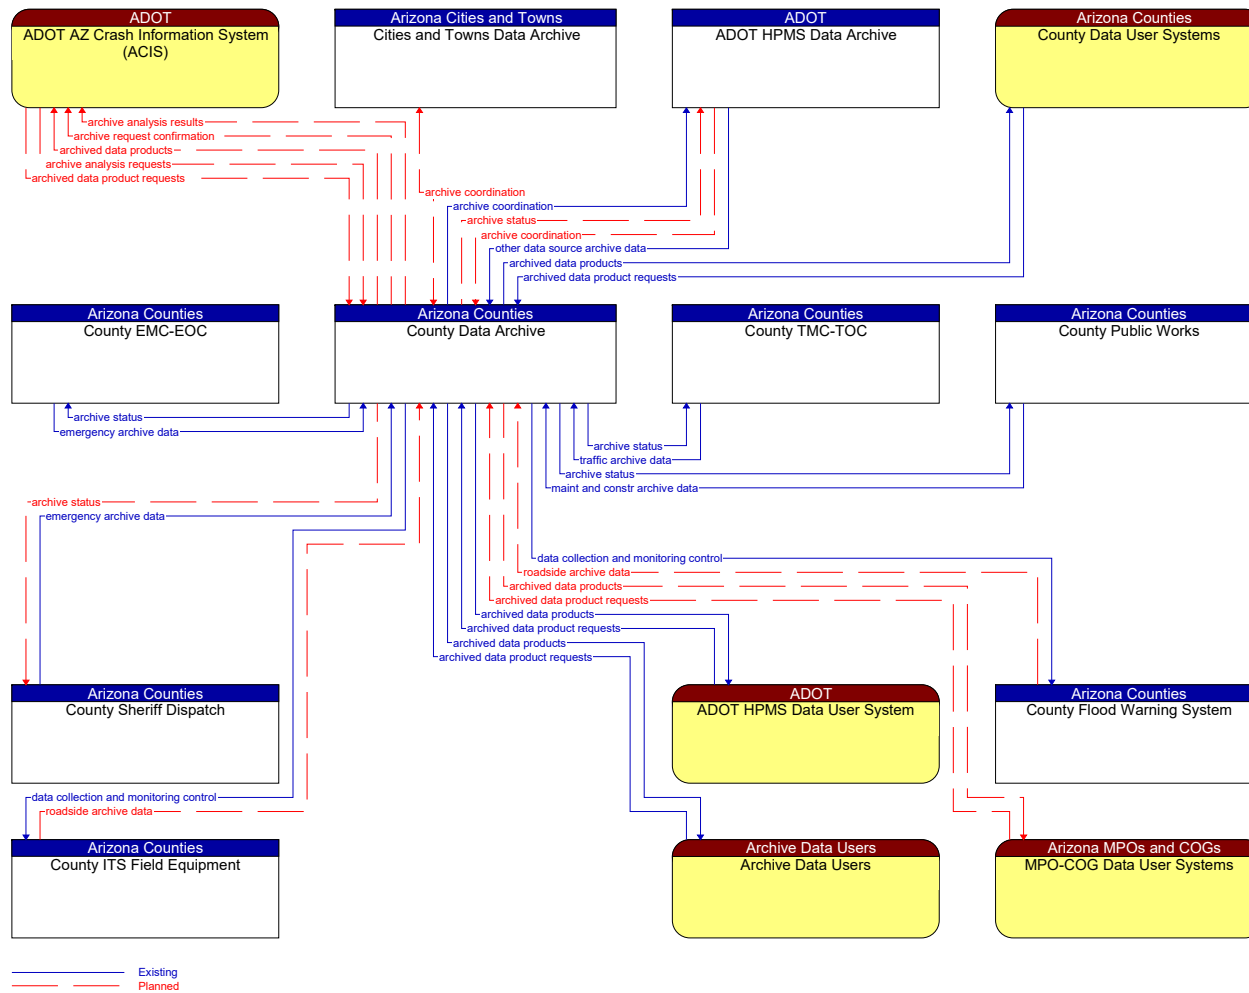 ADOT
ADOT AZ Crash Information System
(ACIS)
Arizona Cities and Towns
Cities and Towns Data Archive
ADOT
ADOT HPMS Data Archive
Arizona Counties
County Data User Systems
archive analysis results
archive request confirmation
archived data products
archive analysis requests
archived data product requests
archive coordination
archive coordination
archive status
archive coordination
other data source archive data
archived data products
archived data product requests
Arizona Counties
County EMC-EOC
Arizona Counties
County Data Archive
Arizona Counties
County TMC-TOC
Arizona Counties
County Public Works
archive status
emergency archive data
archive status
traffic archive data
archive status
maint and constr archive data
archive status
emergency archive data
data collection and monitoring control
roadside archive data
archived data products
archived data product requests
archived data products
archived data product requests
archived data products
archived data product requests
Arizona Counties
County Sheriff Dispatch
ADOT
ADOT HPMS Data User System
Arizona Counties
County Flood Warning System
data collection and monitoring control
roadside archive data
Arizona Counties
County ITS Field Equipment
Archive Data Users
Archive Data Users
Arizona MPOs and COGs
MPO-COG Data User Systems
Existing
Planned